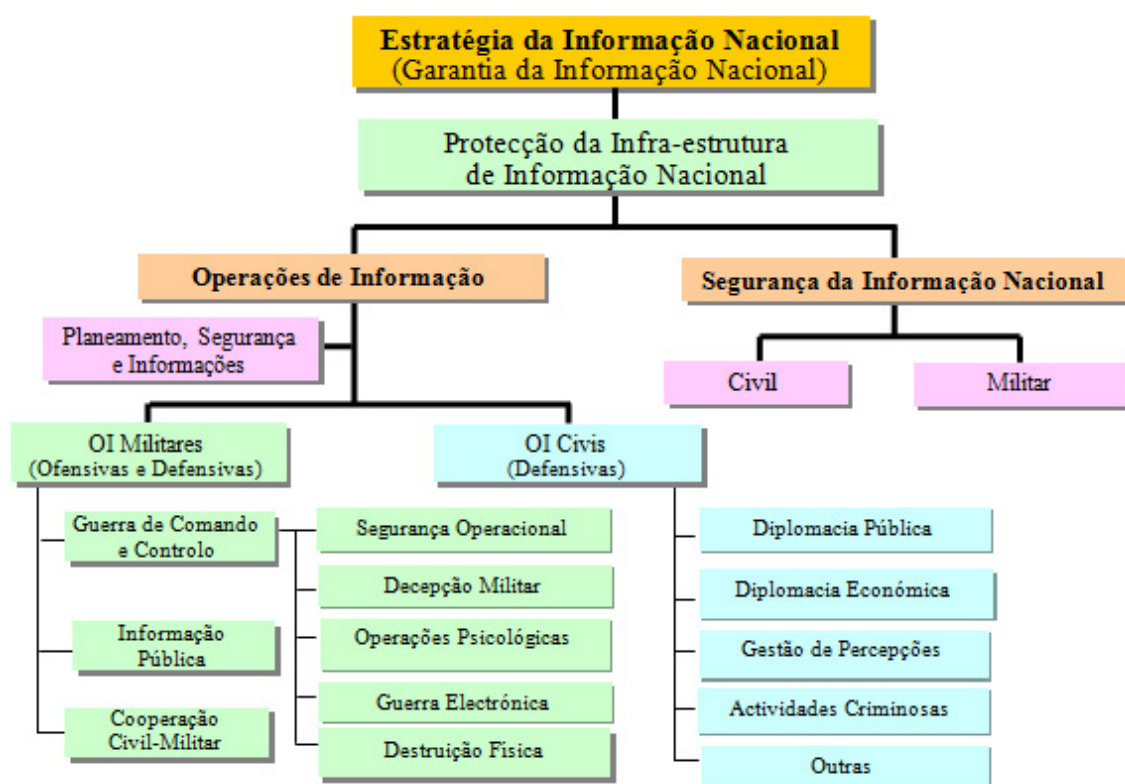 Estratégia da Informação Nacional
(Garantia da Informação Nacional)
Protecção da Infra-estrutura
de Informação Nacional
Operações de Informação
Segurança da Informação Nacional
Planeamento, Segurança
e Informações
Civil
Militar
OI Militares
(Ofensivas e Defensivas)
OI Civis
(Defensivas)
Guerra de Comando
e Controlo
Informação
Pública
Cooperação
Civil-Militar
Segurança Operacional
Decepção Militar
Operações Psicológicas
Guerra Electrónica
Destruição Física
Diplomacia Pública
Diplomacia Económica
Gestão de Percepções
Actividades Criminosas
Outras